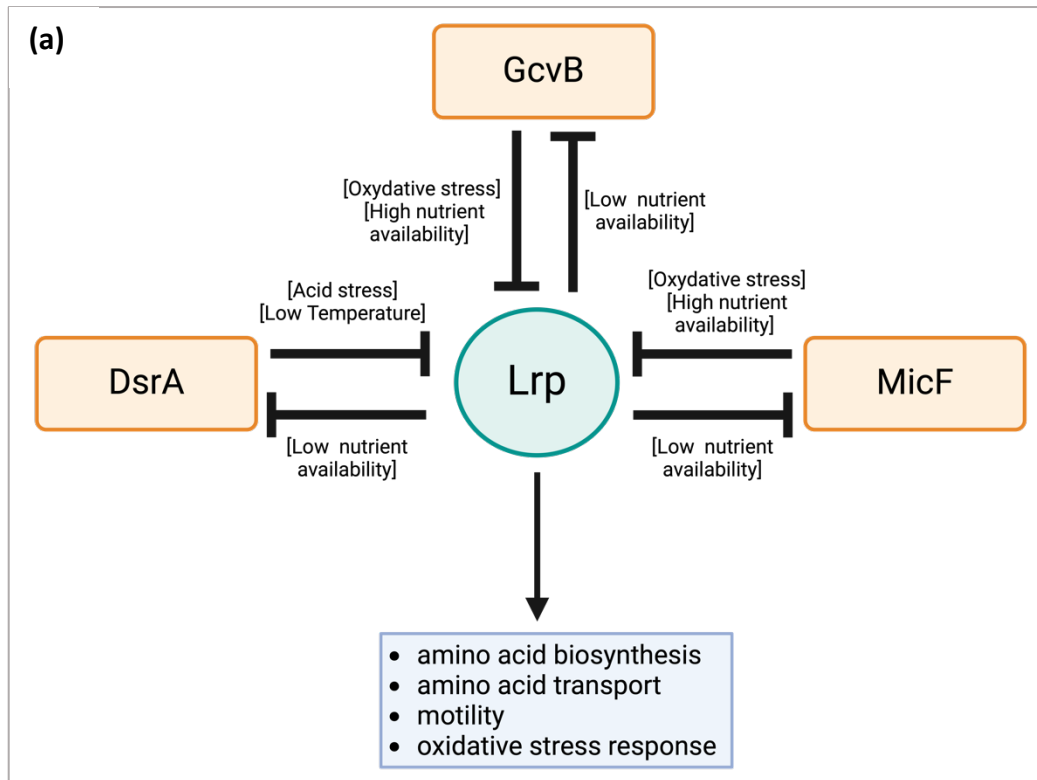 (a)
GcvB
[Oxydative stress]
[High nutrient
availability]
[Low nutrient
availability]
[Acid stress]
[Low Temperature]
[Oxydative stress]
[High nutrient
availability]
DsrA
Lrp
MicF
[Low nutrient
availability]
[Low nutrient
availability]
• amino acid biosynthesis
• amino acid transport
• motility
• oxidative stress response